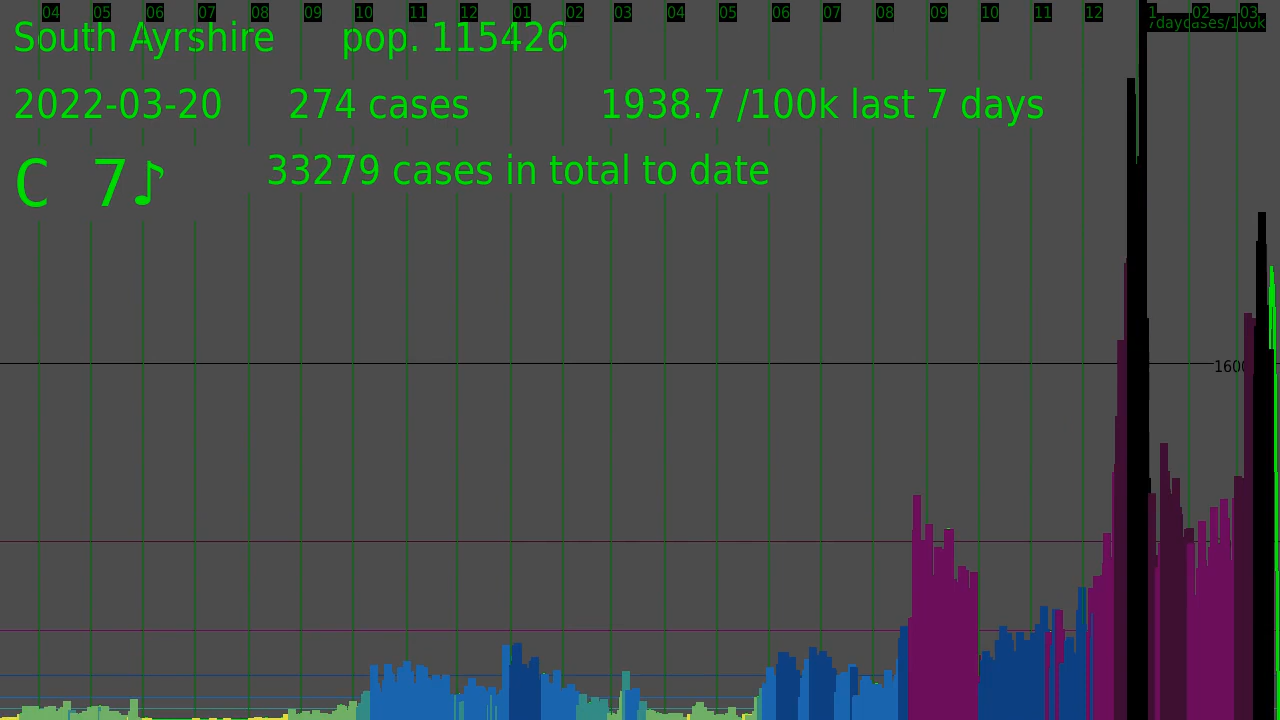 04 05 06 07 08 09 10 11 12 01 02 03 04 05 06 07 08 09 10 11 12 1 02 03
7daycases/100k
South Ayrshire pop. 115426
2022-03-20 274 cases 1938.7 /100k last 7 days
C 7♪ 33279 cases in total to date
1600